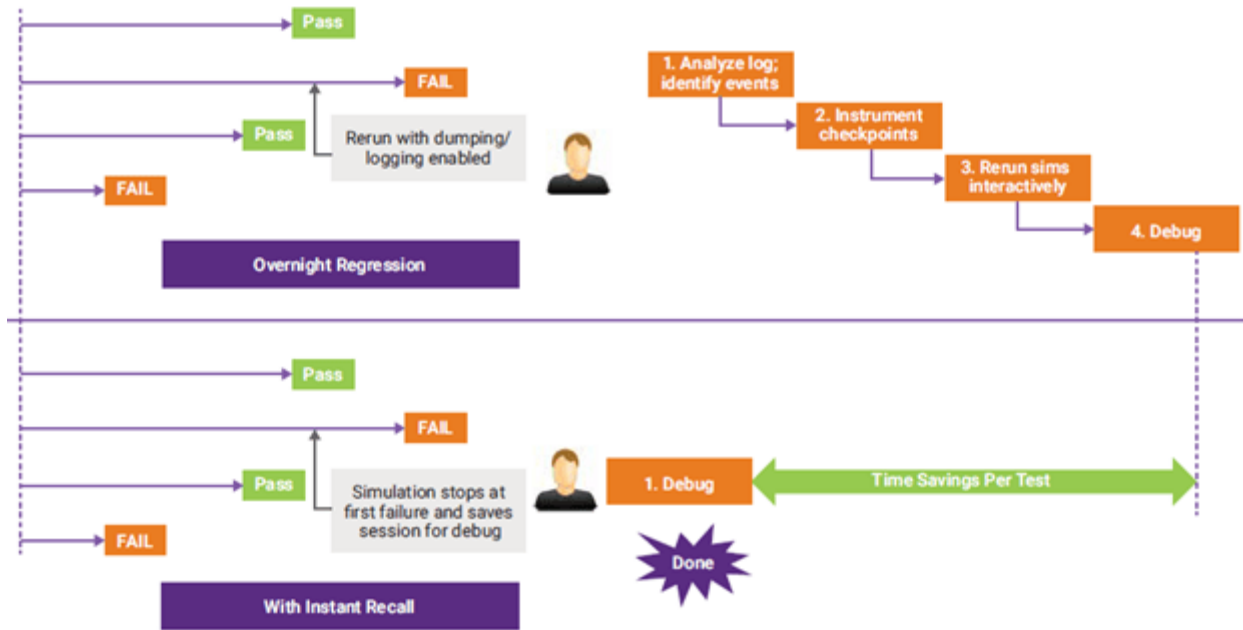 Pass
FAIL
Pass
FAIL
Rerun with dumping/
logging enabled
Overnight Regression
1. Analyze log;
identify events
2. Instrument
checkpoints
3. Rerun sims
interactively
4. Debug
Pass
FAIL
Pass
FAIL
Simulation stops at
first failure and saves
session for debug
With Instant Recall
1. Debug
Time Savings Per Test
Done